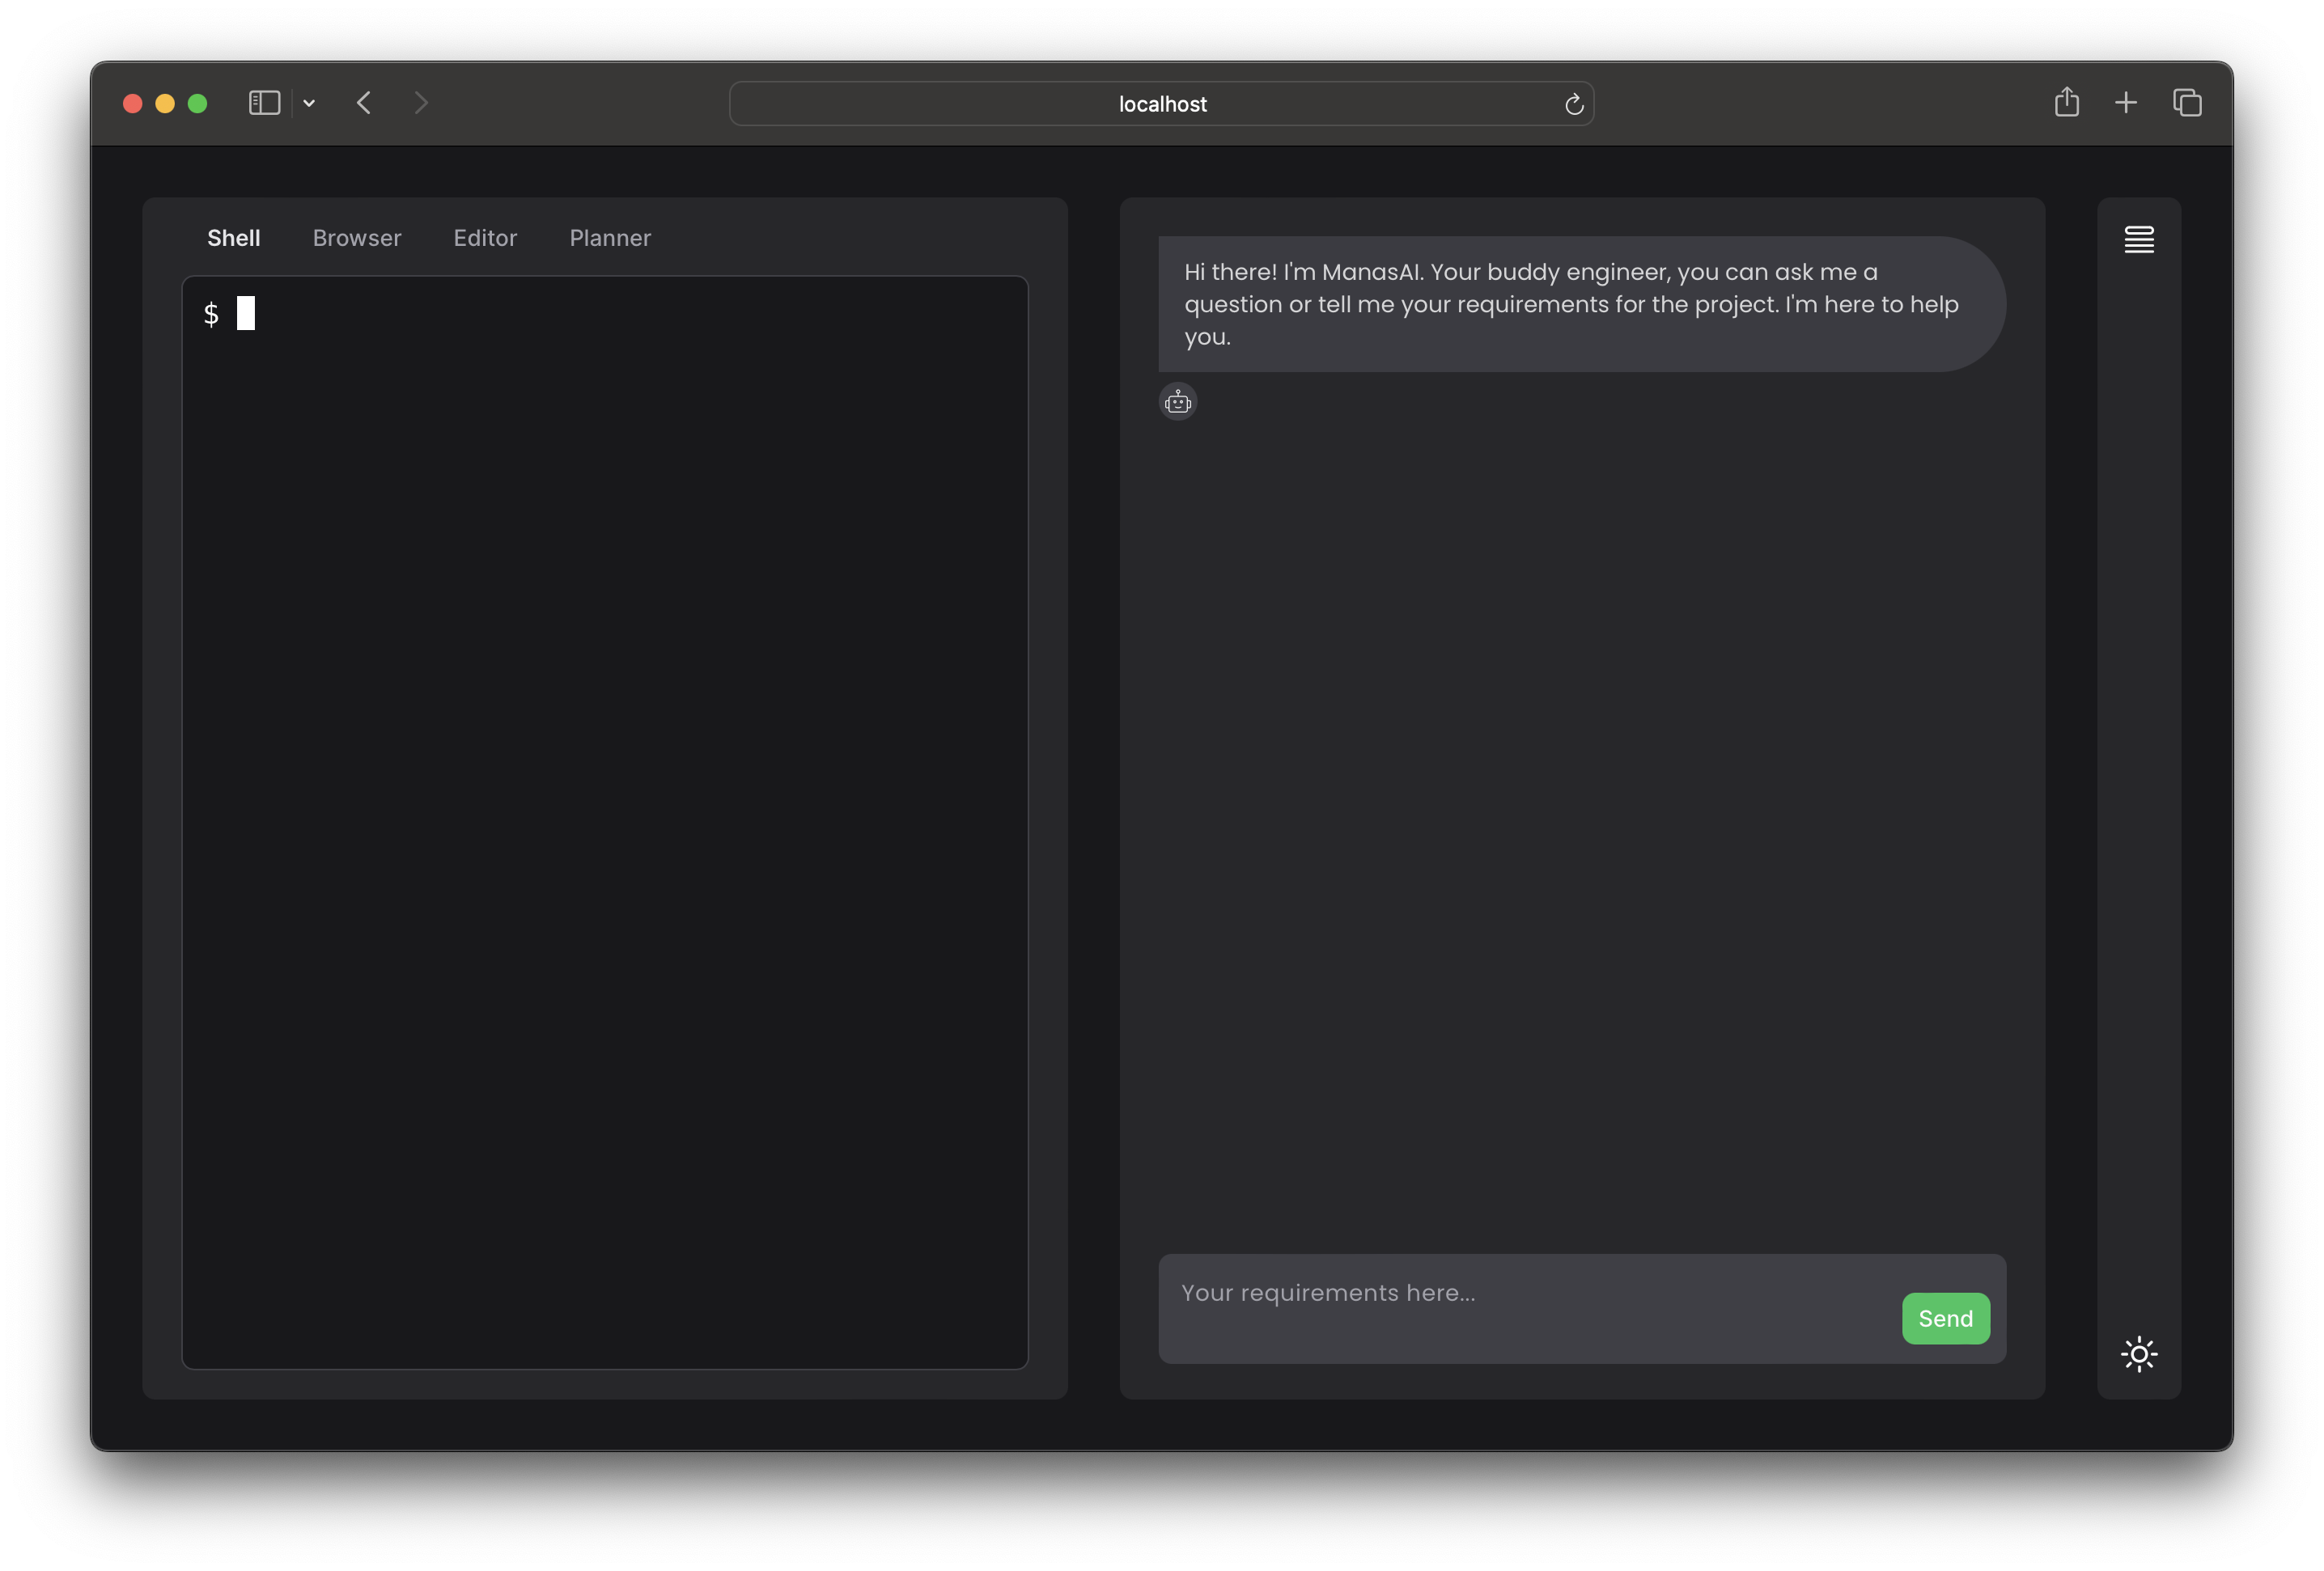 localhost
Shell Browser Editor Planner
$
Hi there! I'm ManasAI. Your buddy engineer, you can ask me a
question or tell me your requirements for the project. I'm here to help
you.
Your requirements here...
Send